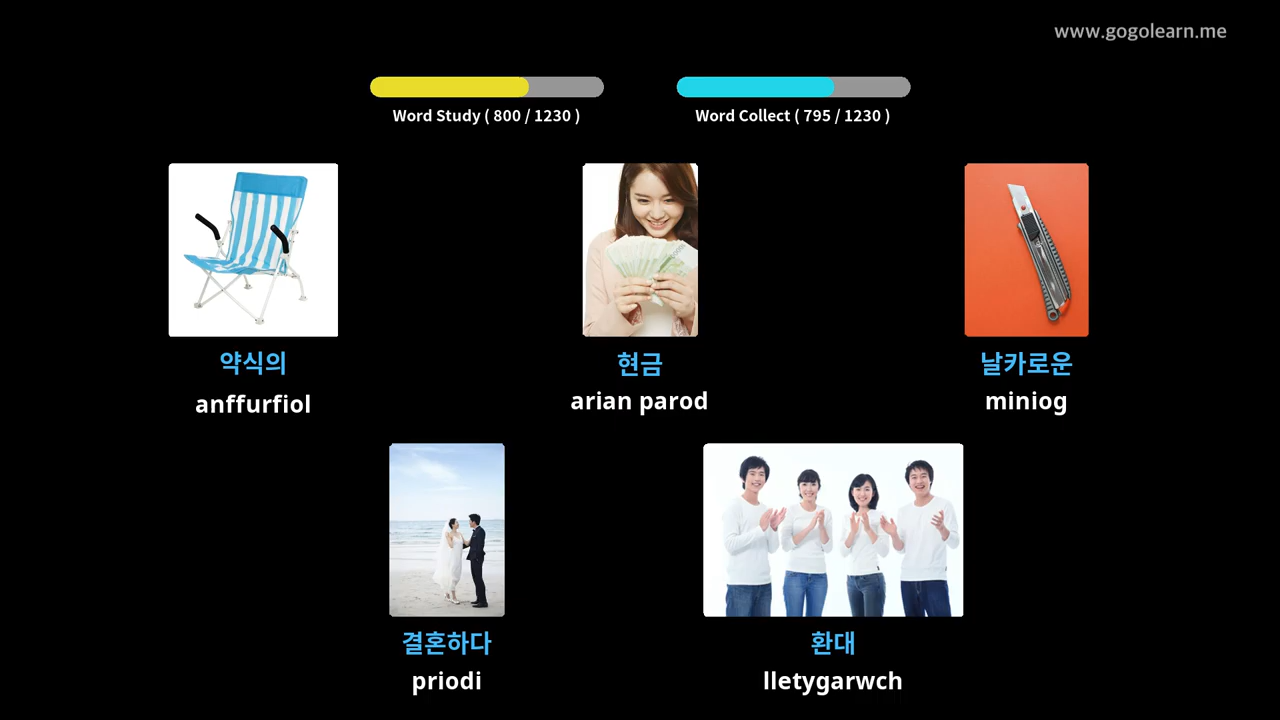 www.gogolearn.me
Word Study ( 800 / 1230 )
Word Collect ( 795 / 1230 )
약식의
anffurfiol
현금
arian parod
날카로운
miniog
결혼하다
priodi
환대
lletygarwch